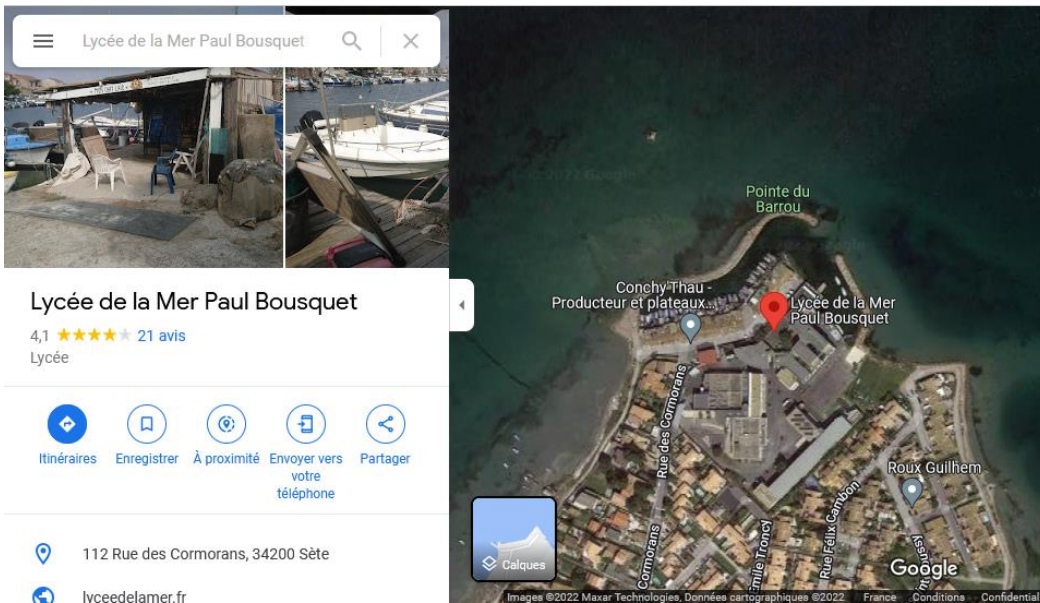 Lycée de la Mer Paul Bousquet
Lycée de la Mer Paul Bousquet
4,1
21 avis
Lycée
Itinéraires
Enregistrer
À proximité
Envoyer vers
votre
téléphone
Partager
112 Rue des Cormorans, 34200 Sète
lyceedelamer.fr
Pointe du
Barrou
Conchy Thau -
Producteur et plateaux...
Lycée de la Mer
Paul Bousquet
Rue des Cormorans
Roux Guilhem
Cormorans
Émile Troncy
Rue Félix Cambon
Calques
Google
Images ©2022 Maxar Technologies, Données cartographiques ©2022
France
Conditions
Confidential